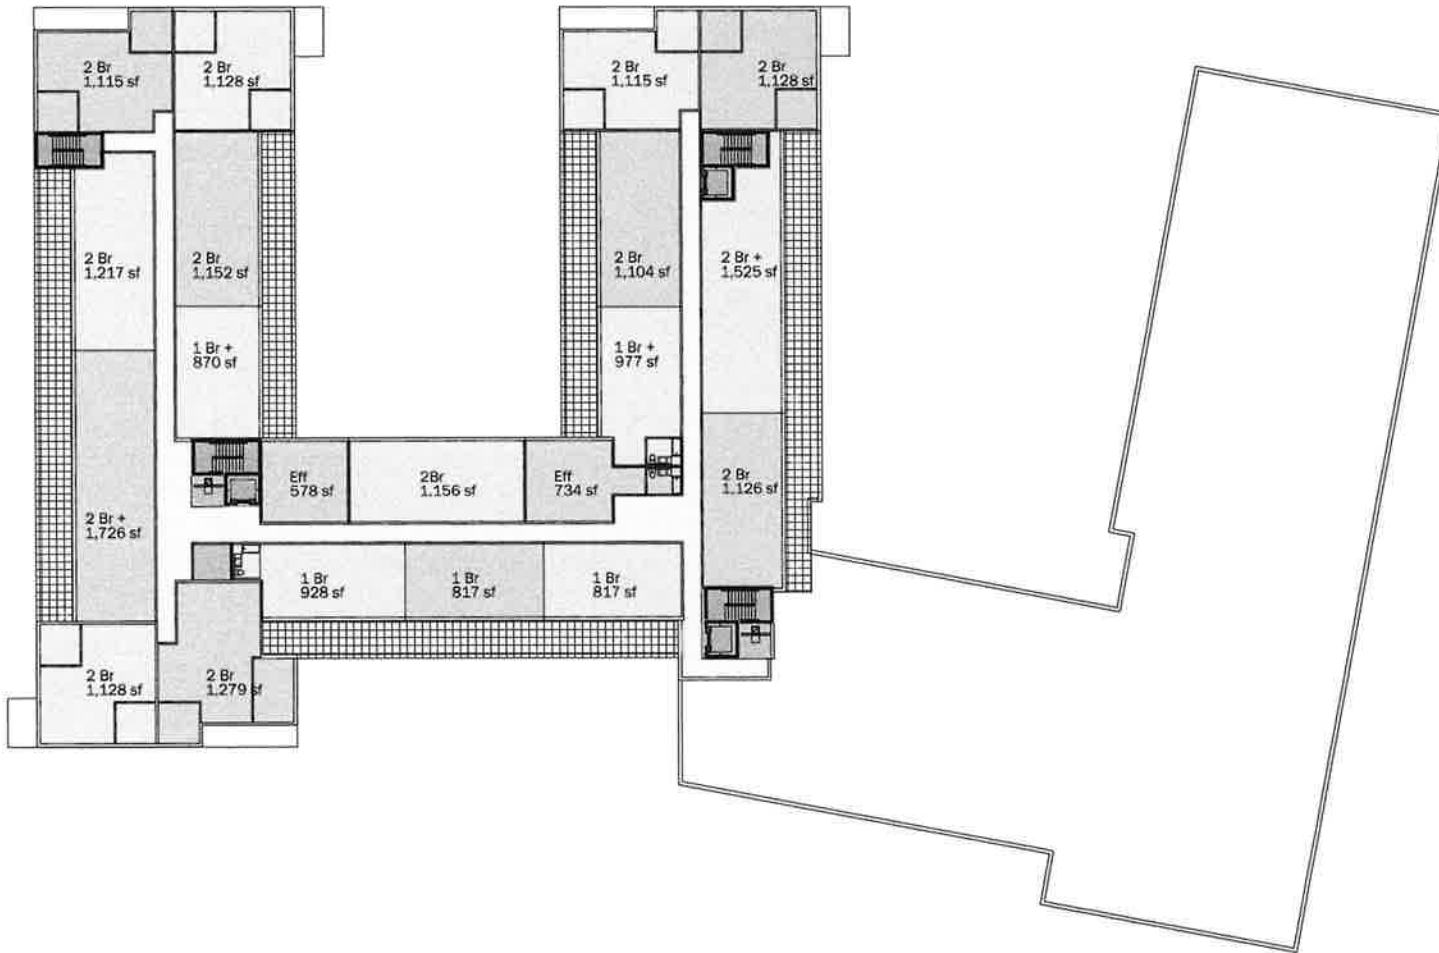 2 Br
1,115 sf
2 Br
1,128 sf
2 Br
1,115 sf
2 Br
1,128 sf
2 Br
1,217 sf
2 Br
1,152 sf
2 Br
1,104 sf
2 Br +
1,525 sf
1 Br +
870 sf
1 Br +
977 sf
Eff
578 sf
2Br
1,156 sf
Eff
734 sf
2 Br
1,126 sf
2 Br +
1,726 sf
1 Br
928 sf
1 Br
817 sf
1 Br
817 sf
2 Br
1,128 sf
2 Br
1,279 sf